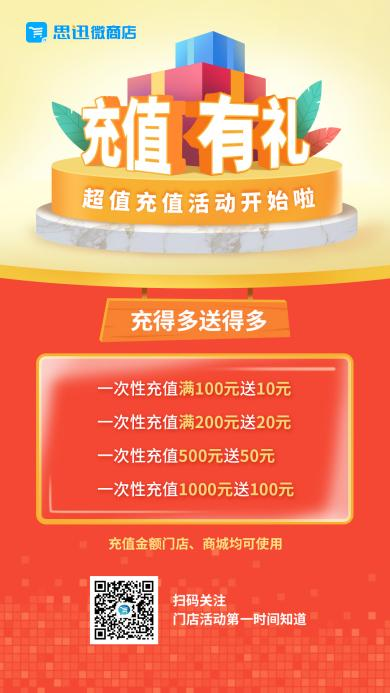 思迅微商店
充值有礼
超值充值活动开始啦
充得多送得多
一次性充值满100元送10元
一次性充值满200元送20元
一次性充值500元送50元
一次性充值1000元送100元
充值金额门店、商城均可使用
扫码关注
门店活动第一时间知道